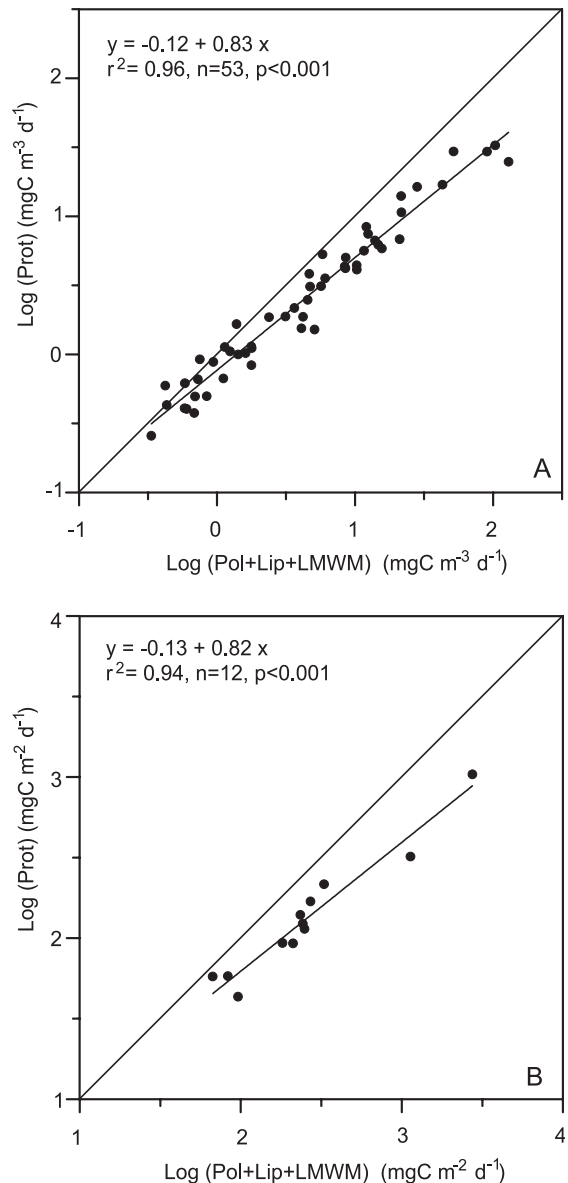 y = -0.12 + 0.83 x
r²= 0.96, n=53, p<0.001
2
1
0
-1
Log (Prot) (mgC m⁻³ d⁻¹)
A
-1
0
1
2
Log (Pol+Lip+LMWM) (mgC m⁻³ d⁻¹)
y = -0.13 + 0.82 x
r²= 0.94, n=12, p<0.001
4
3
2
1
Log (Prot) (mgC m⁻² d⁻¹)
B
1
2
3
4
Log (Pol+Lip+LMWM) (mgC m⁻² d⁻¹)